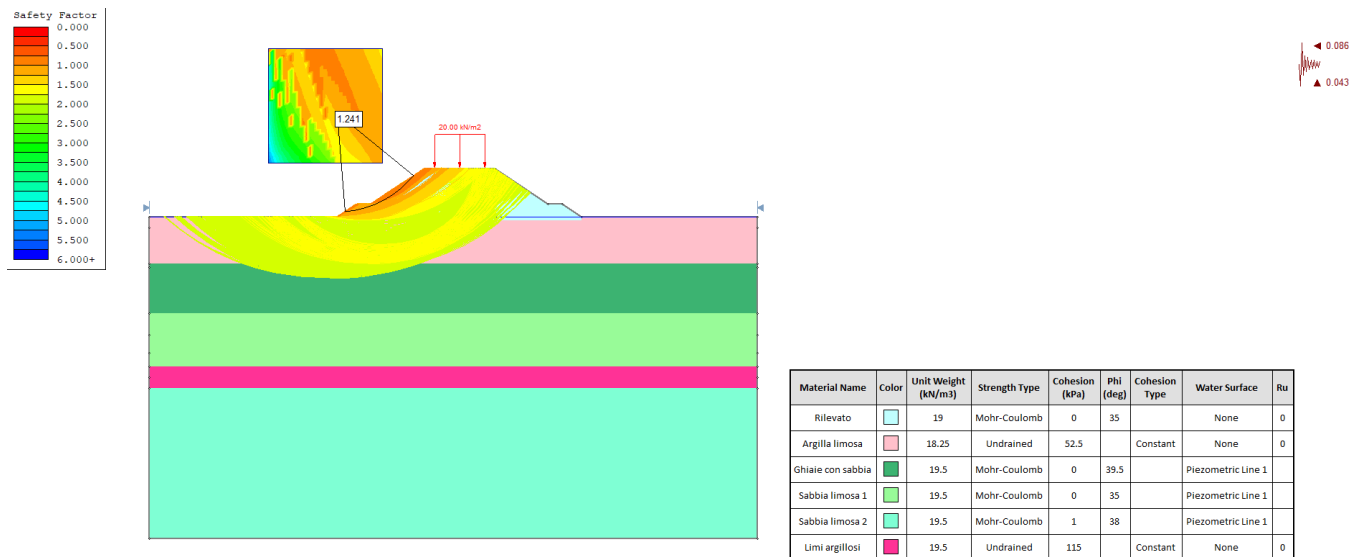 Safety Factor
0.000
0.500
1.000
1.500
2.000
2.500
3.000
3.500
4.000
4.500
5.000
5.500
6.000+
1.241
20.00 kN/m2
0.086
0.043
Material Name Color Unit Weight (kN/m3) Strength Type Cohesion (kPa) Phi (deg) Cohesion Type Water Surface Ru
Rilevato 19 Mohr-Coulomb 0 35 None 0
Argilla limosa 18.25 Undrained 52.5 Constant None 0
Ghiaie con sabbia 19.5 Mohr-Coulomb 0 39.5 Piezometric Line 1
Sabbia limosa 1 19.5 Mohr-Coulomb 0 35 Piezometric Line 1
Sabbia limosa 2 19.5 Mohr-Coulomb 1 38 Piezometric Line 1
Limi argillosi 19.5 Undrained 115 Constant None 0